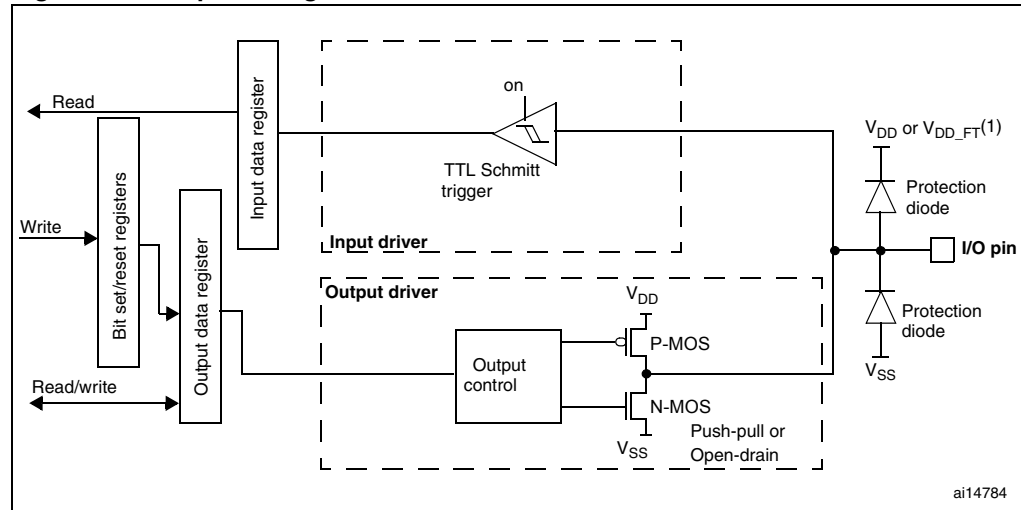 on
Read
Input data register
TTL Schmitt
trigger
Input driver
V_DD or V_DD_FT(1)
Protection
diode
I/O pin
Protection
diode
V_SS
Write
Bit set/reset registers
Output data register
Read/write
Output driver
V_DD
P-MOS
Output
control
N-MOS
V_SS
Push-pull or
Open-drain
ai14784